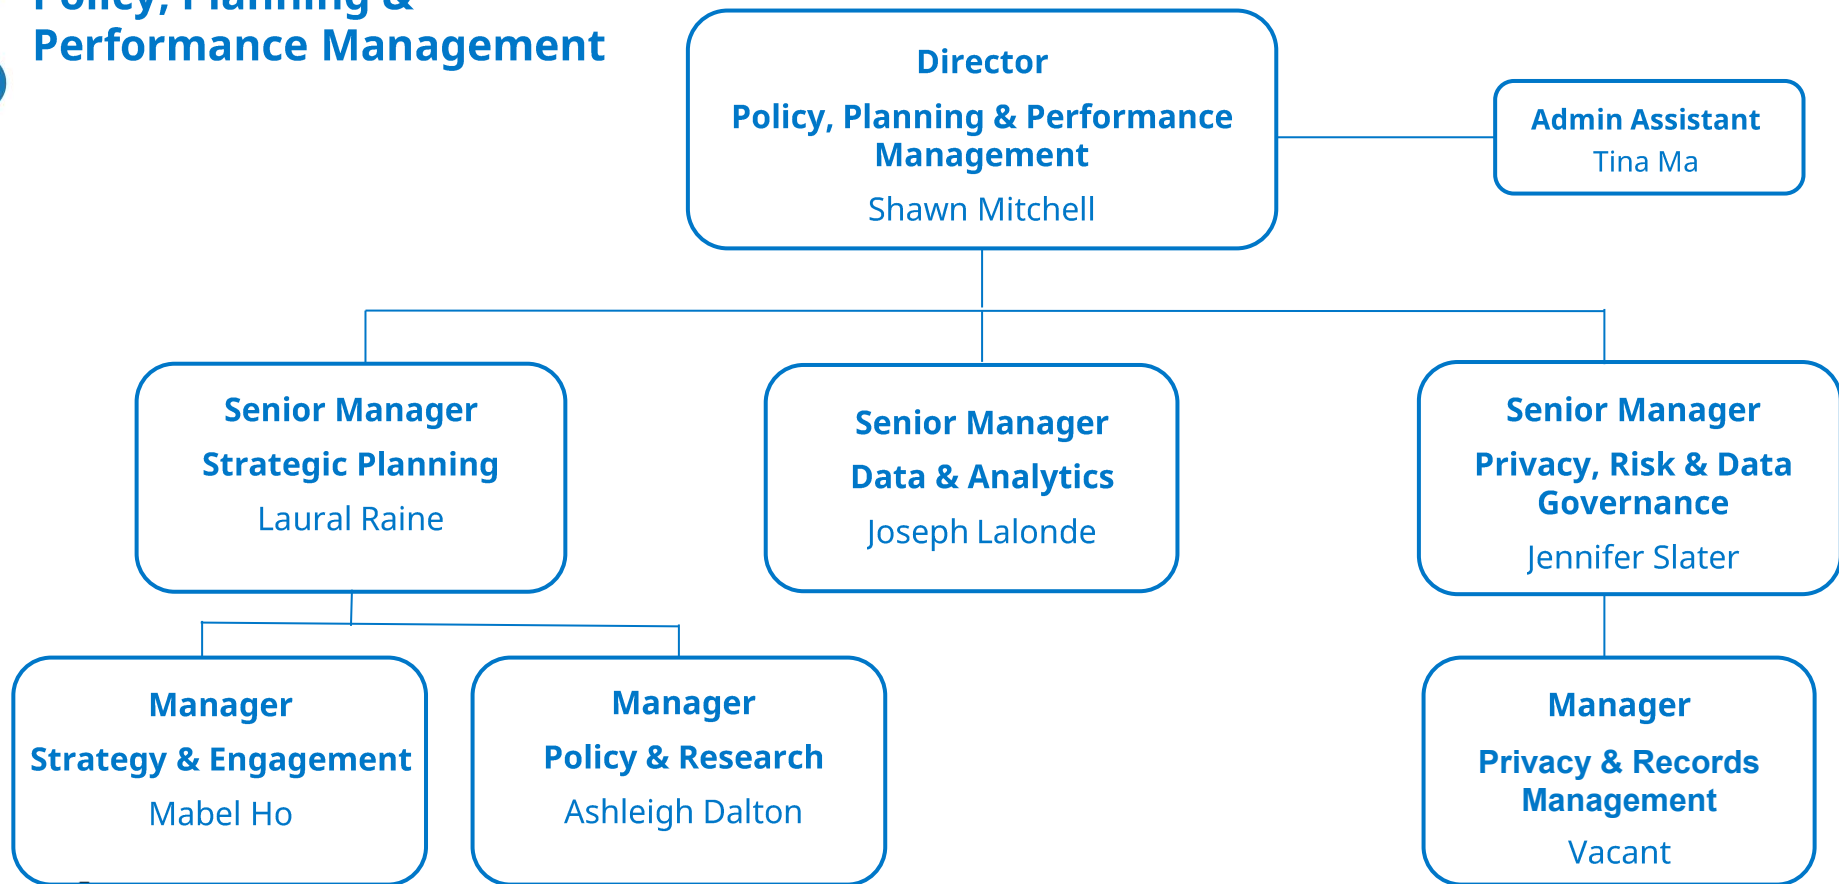 Policy, Planning &
Performance Management
Director
Policy, Planning & Performance
Management
Shawn Mitchell
Admin Assistant
Tina Ma
Senior Manager
Strategic Planning
Laural Raine
Senior Manager
Data & Analytics
Joseph Lalonde
Senior Manager
Privacy, Risk & Data
Governance
Jennifer Slater
Manager
Strategy & Engagement
Mabel Ho
Manager
Policy & Research
Ashleigh Dalton
Manager
Privacy & Records
Management
Vacant